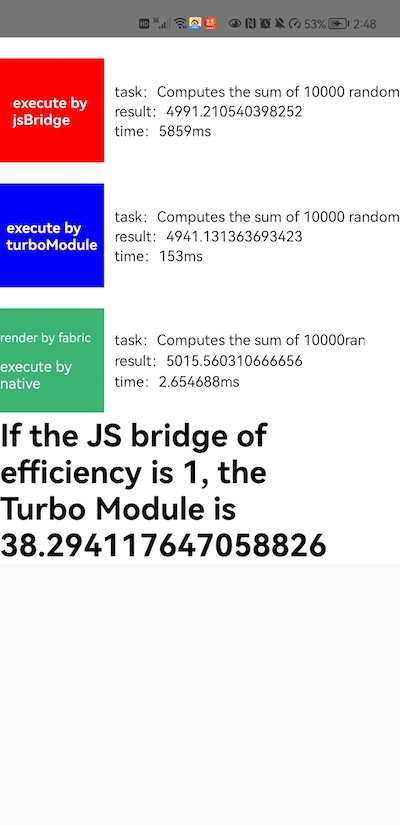 HD 5G 53% 2:48
execute by
jsBridge
task：Computes the sum of 10000 random
result：4991.210540398252
time：5859ms
execute by
turboModule
task：Computes the sum of 10000 random
result：4941.131363693423
time：153ms
render by fabric
execute by
native
task：Computes the sum of 10000ran
result：5015.560310666656
time：2.654688ms
If the JS bridge of
efficiency is 1, the
Turbo Module is
38.294117647058826